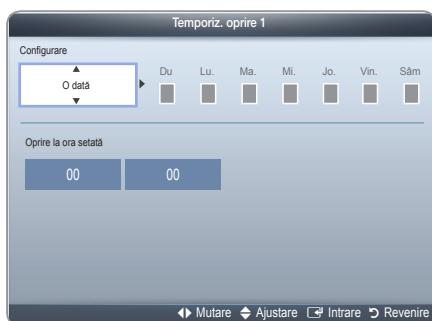 Temporiz. oprire 1
Configurare
O dată
Du Lu. Ma. Mi. Jo. Vin. Sâm
Oprire la ora setată
00 00
Mutare Ajustare Intrare Revenire